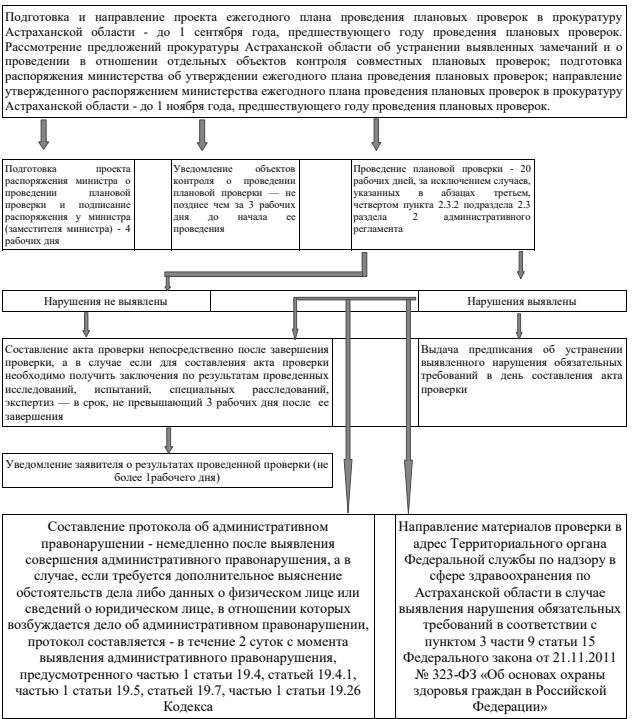 Подготовка и направление проекта ежегодного плана проведения плановых проверок в прокуратуру
Астраханской области - до 1 сентября года, предшествующего году проведения плановых проверок.
Рассмотрение предложений прокуратуры Астраханской области об устранении выявленных замечаний и о
проведении в отношении отдельных объектов контроля совместных плановых проверок; подготовка
распоряжения министерства об утверждении ежегодного плана проведения плановых проверок; направление
утвержденного распоряжением министерства ежегодного плана проведения плановых проверок в прокуратуру
Астраханской области - до 1 ноября года, предшествующего году проведения плановых проверок.
Подготовка проекта
распоряжения министра о
проведении плановой
проверки и подписание
распоряжения у министра
(заместителя министра) - 4
рабочих дня
Уведомление объектов
контроля о проведении
плановой проверки — не
позднее чем за 3 рабочих
дня до начала ее
проведения
Проведение плановой проверки - 20
рабочих дней, за исключением случаев,
указанных в абзацах третьем,
четвертом пункта 2.3.2 подраздела 2.3
раздела 2 административного
регламента
Нарушения не выявлены
Нарушения выявлены
Составление акта проверки непосредственно после завершения
проверки, а в случае если для составления акта проверки
необходимо получить заключения по результатам проведенных
исследований, испытаний, специальных расследований,
экспертиз — в срок, не превышающий 3 рабочих дня после ее
завершения
Выдача предписания об устранении
выявленного нарушения обязательных
требований в день составления акта
проверки
Уведомление заявителя о результатах проведенной проверки (не
более 1рабочего дня)
Составление протокола об административном
правонарушении - немедленно после выявления
совершения административного правонарушения, а в
случае, если требуется дополнительное выяснение
обстоятельств дела либо данных о физическом лице или
сведений о юридическом лице, в отношении которых
возбуждается дело об административном правонарушении,
протокол составляется - в течение 2 суток с момента
выявления административного правонарушения,
предусмотренного частью 1 статьи 19.4, статьей 19.4.1,
частью 1 статьи 19.5, статьей 19.7, частью 1 статьи 19.26
Кодекса
Направление материалов проверки в
адрес Территориального органа
Федеральной службы по надзору в
сфере здравоохранения по
Астраханской области в случае
выявления нарушения обязательных
требований в соответствии с
пунктом 3 части 9 статьи 15
Федерального закона от 21.11.2011
№ 323-ФЗ «Об основах охраны
здоровья граждан в Российской
Федерации»